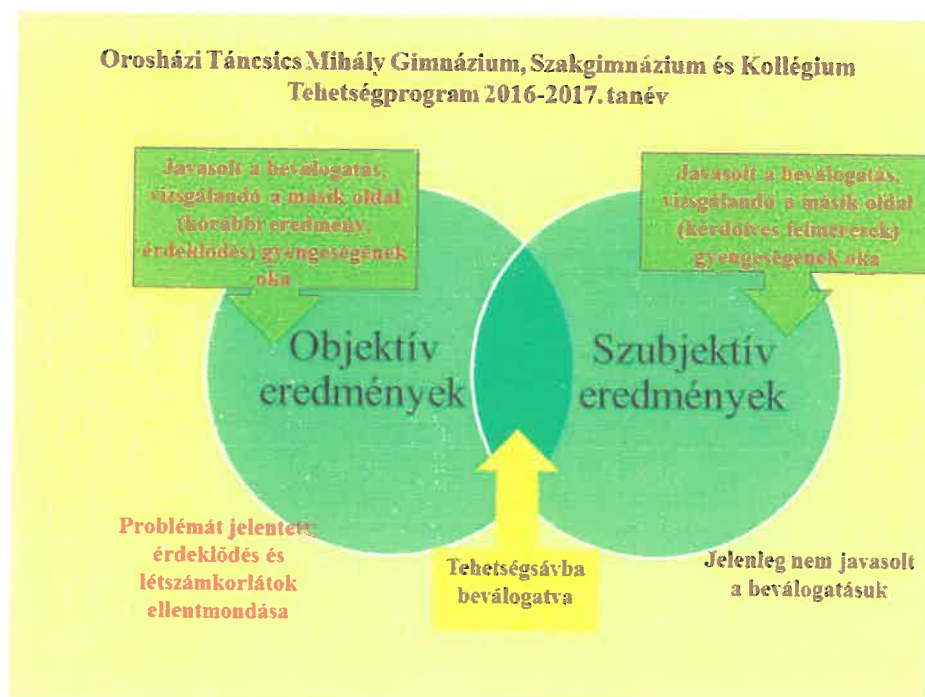 Orosházi Táncsics Mihály Gimnázium, Szakgimnázium és Kollégium
Tehetségprogram 2016-2017. tanév
Javasolt a beválogatás,
vizsgálandó a másik oldal
(korábbi eredmény,
érdeklődés) gyengeségének
oka
Javasolt a beválogatás,
vizsgálandó a másik oldal
(kérdőíves felmérések)
gyengeségének oka
Objektív
eredmények
Szubjektív
eredmények
Problémát jelentett:
érdeklődés és
létszámkorlátok
ellentmondása
Tehetségsávba
beválogatva
Jelenleg nem javasolt
a beválogatásuk